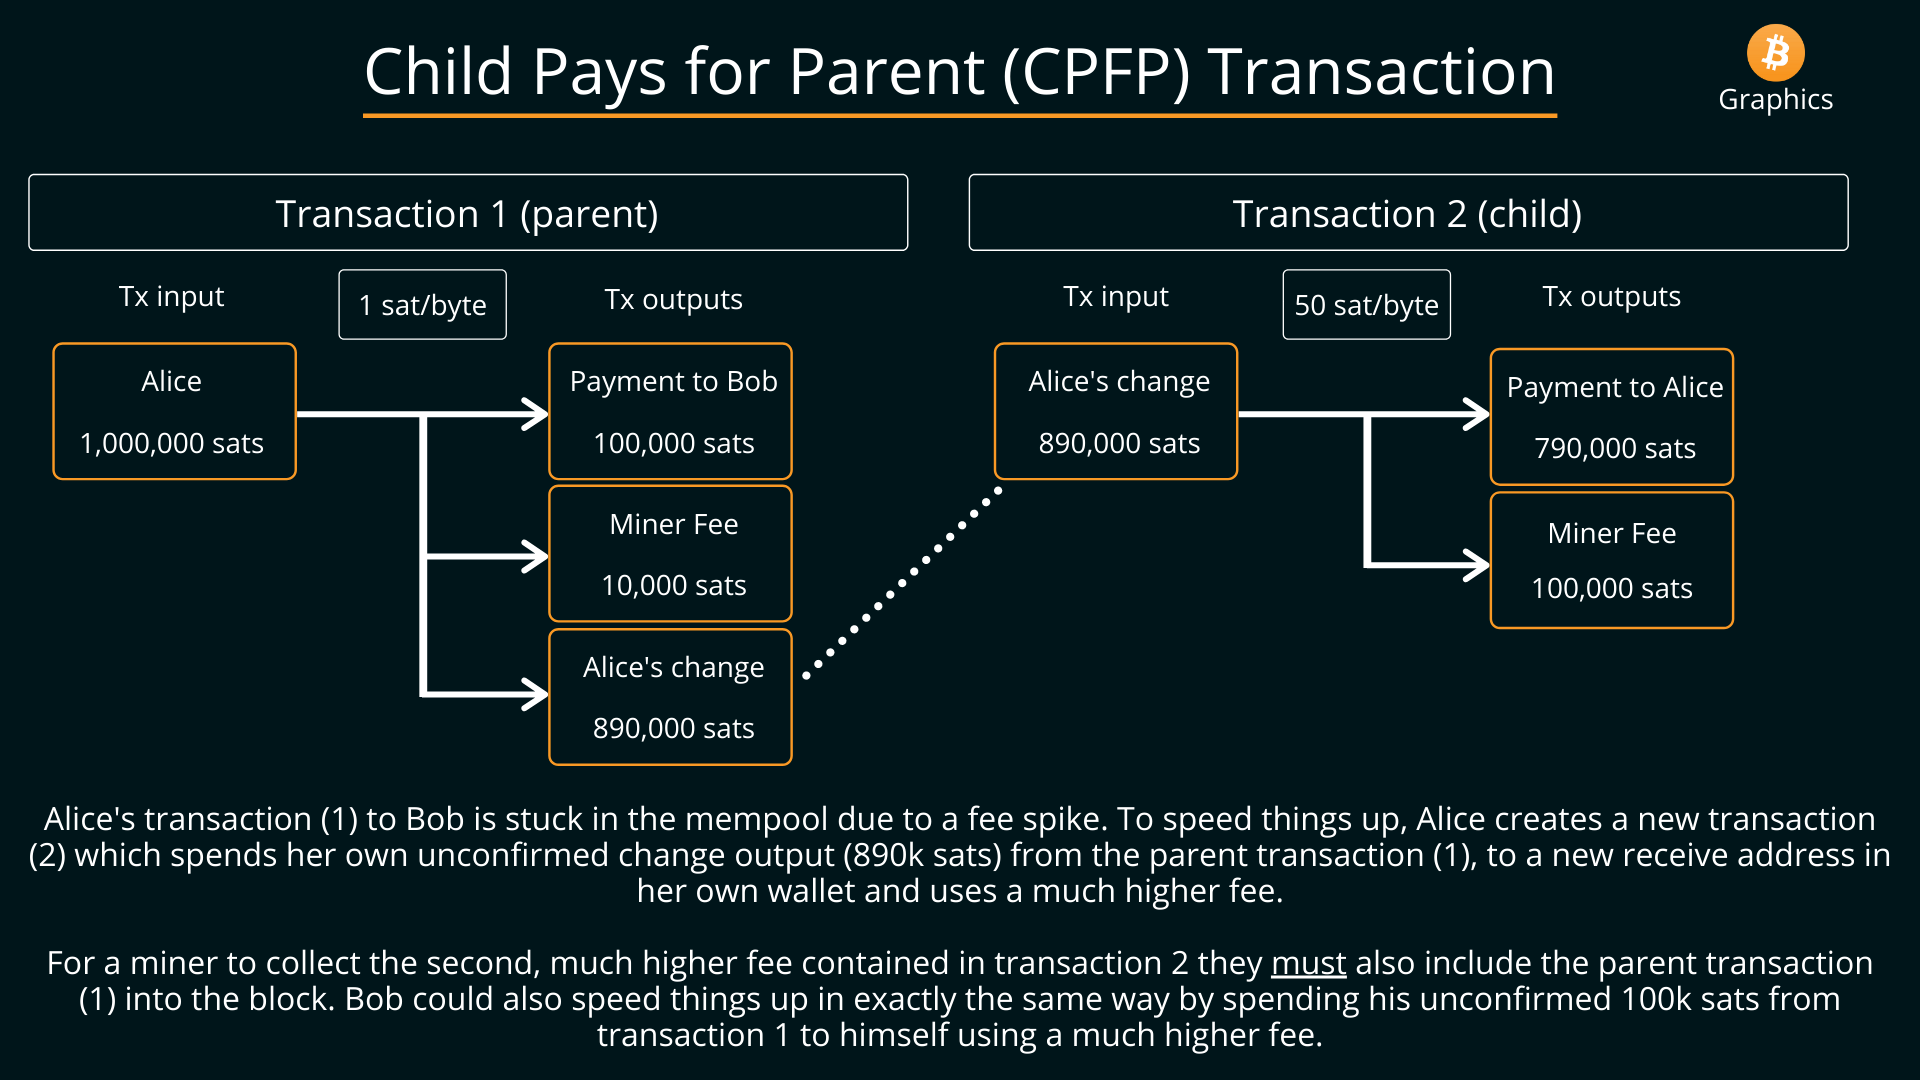 Child Pays for Parent (CPFP) Transaction
Graphics
Transaction 1 (parent)
Tx input
1 sat/byte
Tx outputs
Alice
1,000,000 sats
Payment to Bob
100,000 sats
Miner Fee
10,000 sats
Alice's change
890,000 sats
Transaction 2 (child)
Tx input
50 sat/byte
Tx outputs
Alice's change
890,000 sats
Payment to Alice
790,000 sats
Miner Fee
100,000 sats
Alice's transaction (1) to Bob is stuck in the mempool due to a fee spike. To speed things up, Alice creates a new transaction
(2) which spends her own unconfirmed change output (890k sats) from the parent transaction (1), to a new receive address in
her own wallet and uses a much higher fee.
For a miner to collect the second, much higher fee contained in transaction 2 they must also include the parent transaction
(1) into the block. Bob could also speed things up in exactly the same way by spending his unconfirmed 100k sats from
transaction 1 to himself using a much higher fee.